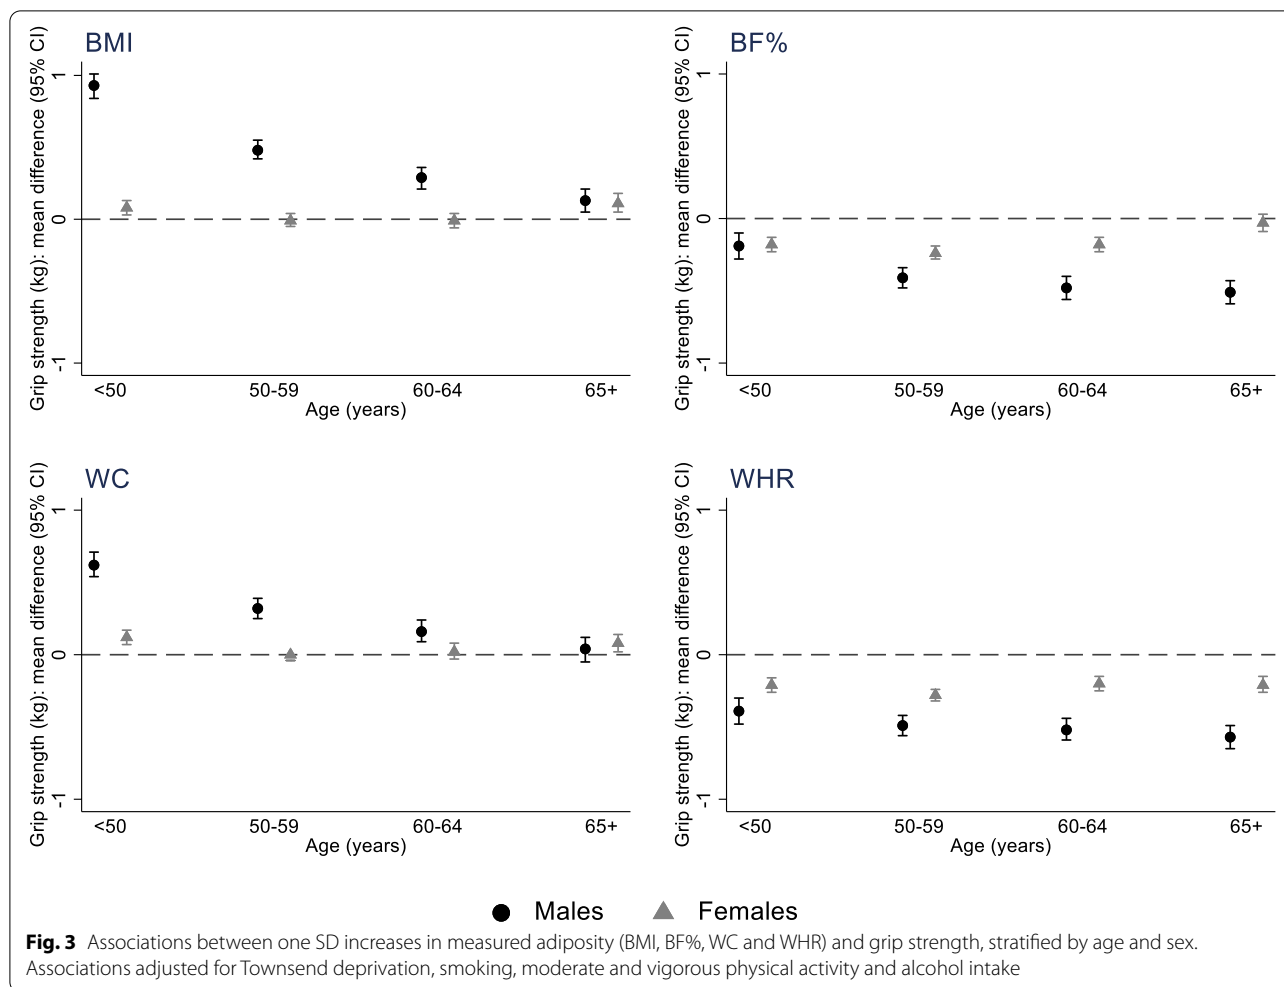 BMI
Grip strength (kg): mean difference (95% CI)
1
0
-1
<50 50-59 60-64 65+
Age (years)
BF%
Grip strength (kg): mean difference (95% CI)
1
0
-1
<50 50-59 60-64 65+
Age (years)
WC
Grip strength (kg): mean difference (95% CI)
1
0
-1
<50 50-59 60-64 65+
Age (years)
WHR
Grip strength (kg): mean difference (95% CI)
1
0
-1
<50 50-59 60-64 65+
Age (years)
Males Females
Fig. 3 Associations between one SD increases in measured adiposity (BMI, BF%, WC and WHR) and grip strength, stratified by age and sex.
Associations adjusted for Townsend deprivation, smoking, moderate and vigorous physical activity and alcohol intake